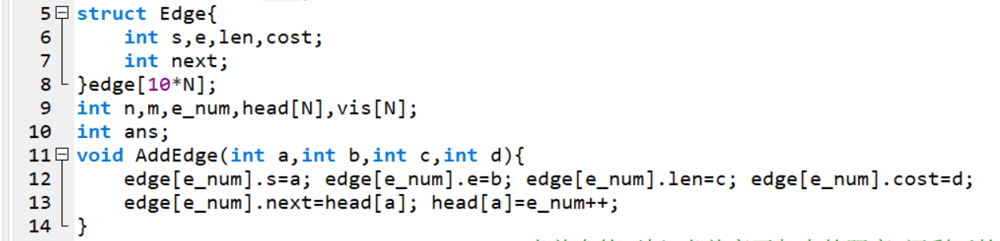 5 struct Edge{
6 int s,e,len,cost;
7 int next;
8 }edge[10*N];
9 int n,m,e_num,head[N],vis[N];
10 int ans;
11 void AddEdge(int a,int b,int c,int d){
12 edge[e_num].s=a; edge[e_num].e=b; edge[e_num].len=c; edge[e_num].cost=d;
13 edge[e_num].next=head[a]; head[a]=e_num++;
14 }